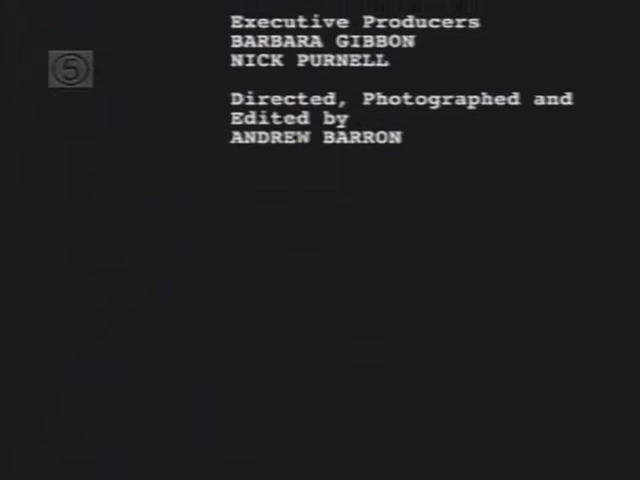 Executive Producers
BARBARA GIBBON
NICK PURNELL
5
Directed, Photographed and
Edited by
ANDREW BARRON